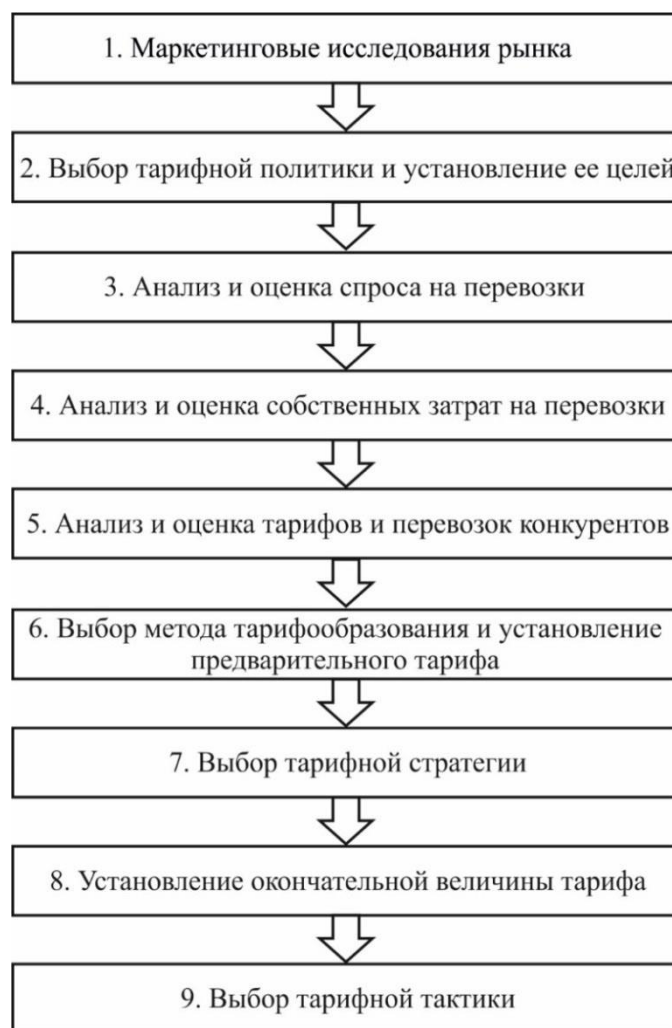 1. Маркетинговые исследования рынка
2. Выбор тарифной политики и установление ее целей
3. Анализ и оценка спроса на перевозки
4. Анализ и оценка собственных затрат на перевозки
5. Анализ и оценка тарифов и перевозок конкурентов
6. Выбор метода тарифообразования и установление
предварительного тарифа
7. Выбор тарифной стратегии
8. Установление окончательной величины тарифа
9. Выбор тарифной тактики